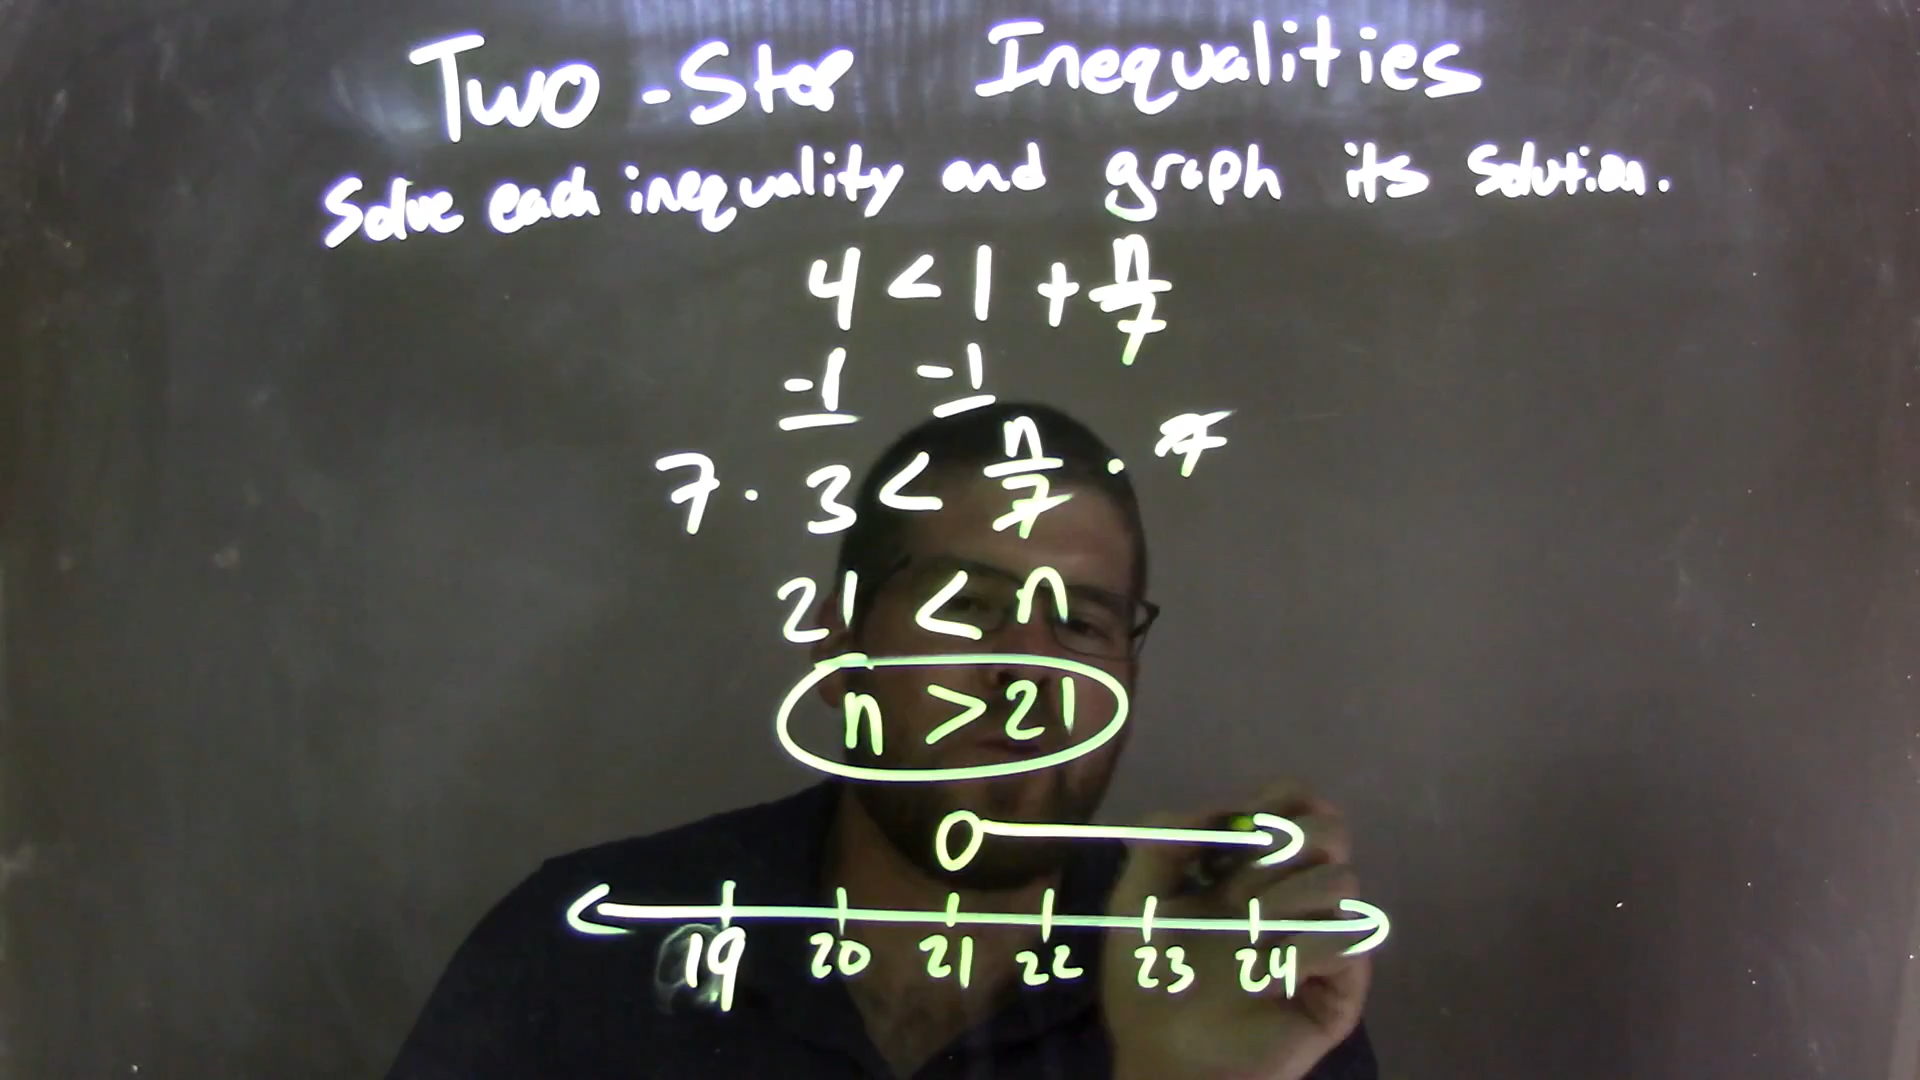 Two-Step Inequalities
Solve each inequality and graph its solution.
4 < 1 + n/7
-1 -1
7 · 3 < n/7 · 7
21 < n
n > 21
19 20 21 22 23 24